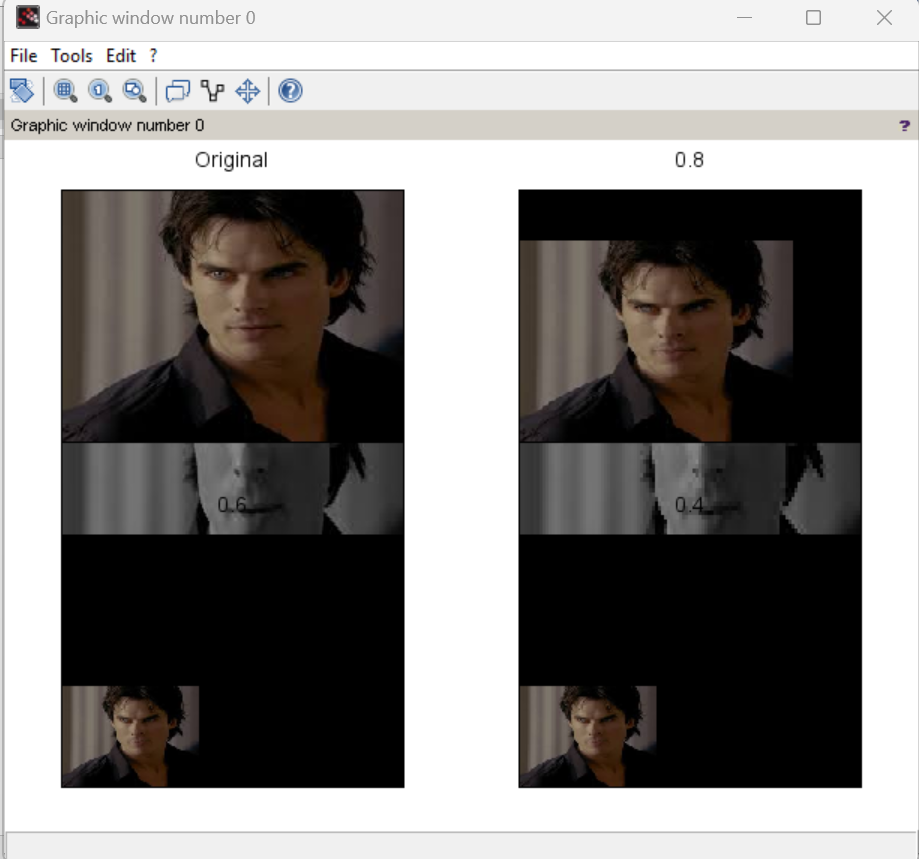 Graphic window number 0
File Tools Edit ?
Graphic window number 0 ?
Original 0.8
0.6 0.4